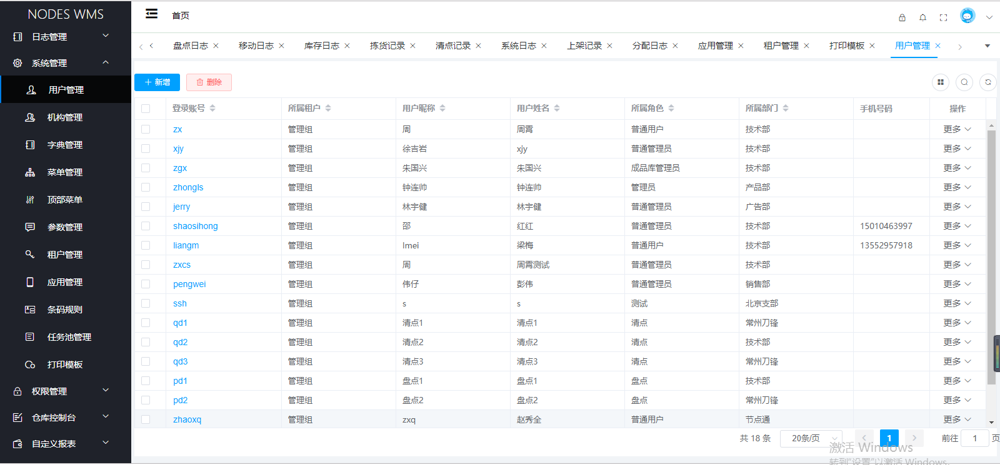 NODES WMS
首页
日志管理
系统管理
用户管理
机构管理
字典管理
菜单管理
顶部菜单
参数管理
租户管理
应用管理
条码规则
任务池管理
打印模板
权限管理
仓库控制台
自定义报表
盘点日志 移动日志 库存日志 拣货记录 清点记录 系统日志 上架记录 分配日志 应用管理 租户管理 打印模板 用户管理
新增 删除
登录账号 所属租户 用户昵称 用户姓名 所属角色 所属部门 手机号码 操作
zx 管理组 周 周霄 普通用户 技术部 更多
xjy 管理组 徐吉岩 xjy 普通管理员 技术部 更多
zgx 管理组 朱国兴 朱国兴 成品库管理员 技术部 更多
zhongls 管理组 钟连帅 钟连帅 管理员 产品部 更多
jerry 管理组 林宇健 林宇健 普通管理员 广告部 更多
shaosihong 管理组 邵 红红 普通管理员 技术部 15010463997 更多
liangm 管理组 lmei 梁梅 普通用户 技术部 13552957918 更多
zxcs 管理组 周 周霄测试 普通管理员 技术部 更多
pengwei 管理组 伟仔 彭伟 普通管理员 销售部 更多
ssh 管理组 s s 测试 北京支部 更多
qd1 管理组 清点1 清点1 清点 常州刀锋 更多
qd2 管理组 清点2 清点2 清点 技术部 更多
qd3 管理组 清点3 清点3 清点 常州刀锋 更多
pd1 管理组 盘点1 盘点1 盘点 技术部 更多
pd2 管理组 盘点2 盘点2 盘点 常州刀锋 更多
zhaoxq 管理组 zxq 赵秀全 普通用户 节点通 更多
共 18 条 20条/页 1 前往 1 页
激活 Windows
转到"设置"以激活 Windows。